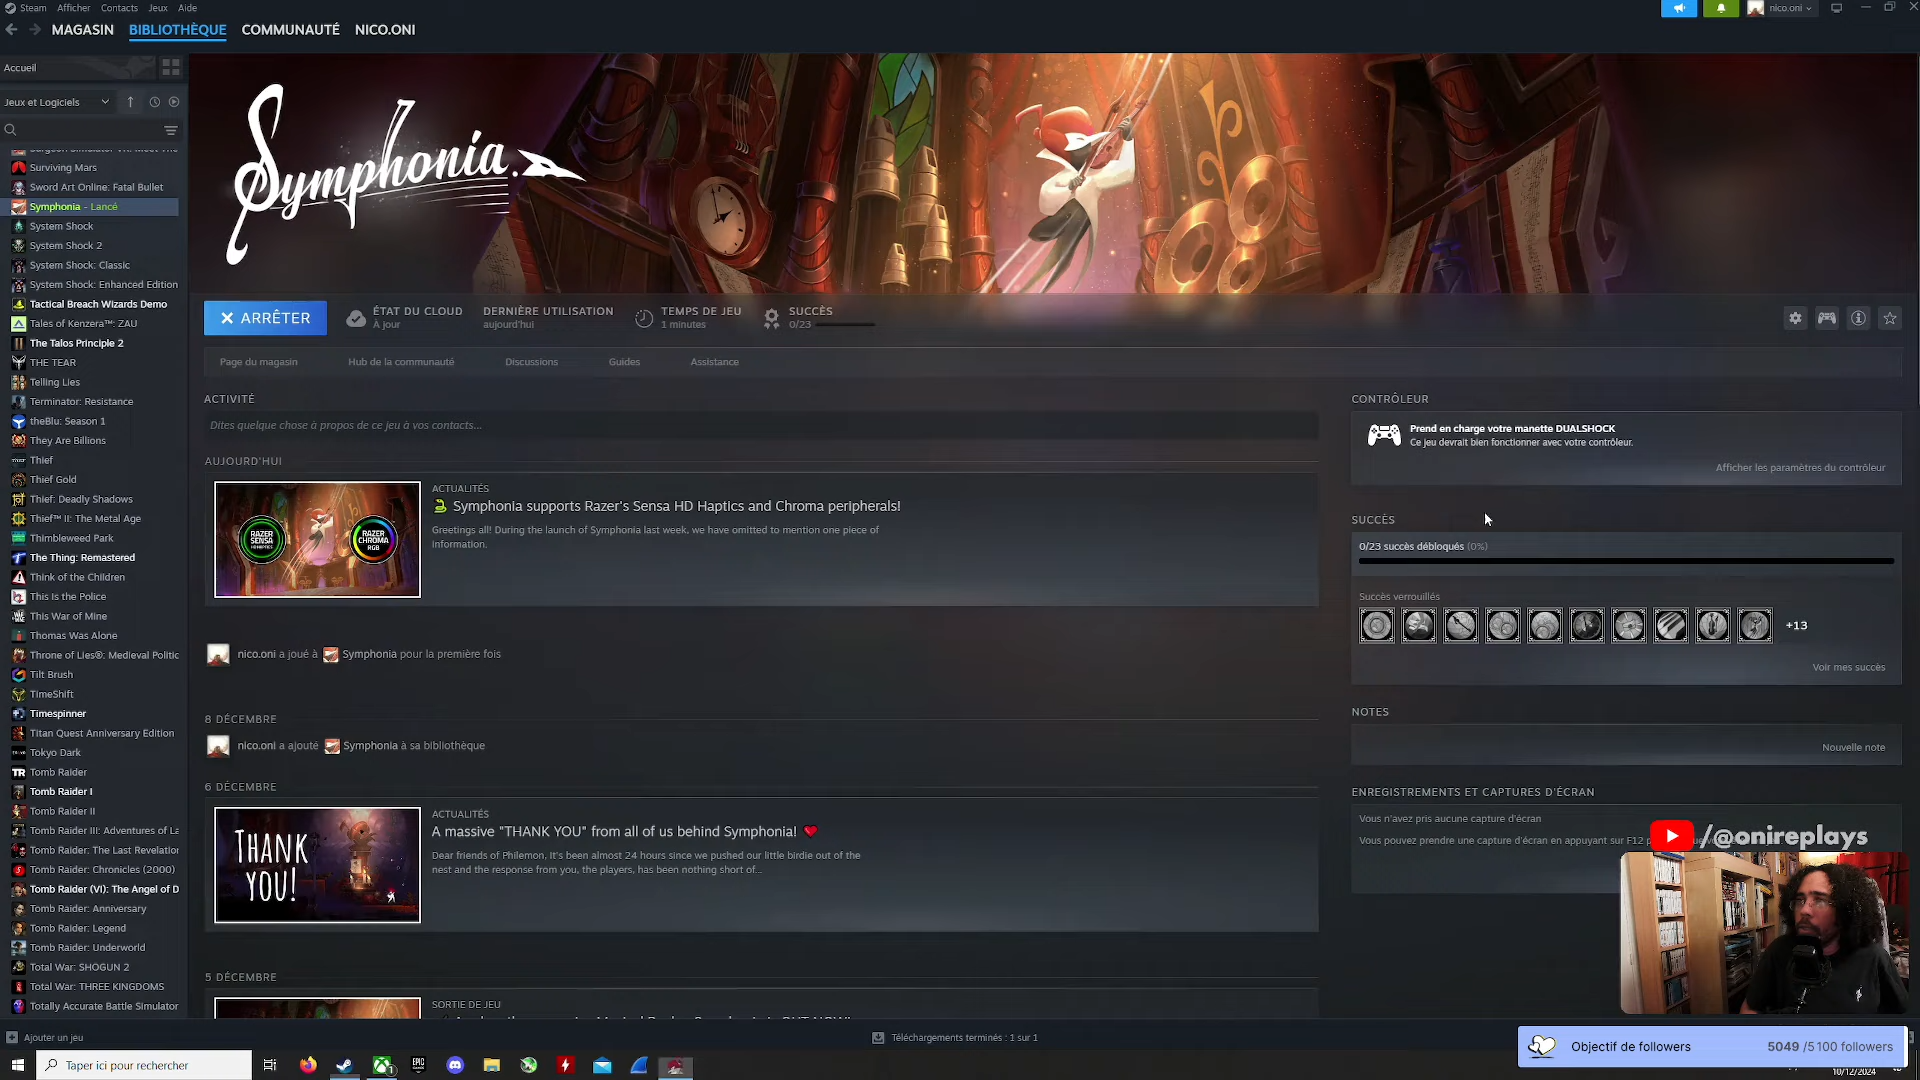 Steam Afficher Contacts Jeux Aide
nico.oni
MAGASIN BIBLIOTHÈQUE COMMUNAUTÉ NICO.ONI
Accueil
Jeux et Logiciels
Surviving Mars
Sword Art Online: Fatal Bullet
Symphonia - Lancé
System Shock
System Shock 2
System Shock: Classic
System Shock: Enhanced Edition
Tactical Breach Wizards Demo
Tales of Kenzera™: ZAU
The Talos Principle 2
THE TEAR
Telling Lies
Terminator: Resistance
theBlu: Season 1
They Are Billions
Thief
Thief Gold
Thief: Deadly Shadows
Thief™ II: The Metal Age
Thimbleweed Park
The Thing: Remastered
Think of the Children
This Is the Police
This War of Mine
Thomas Was Alone
Throne of Lies®: Medieval Politic
Tilt Brush
TimeShift
Timespinner
Titan Quest Anniversary Edition
Tokyo Dark
Tomb Raider
Tomb Raider I
Tomb Raider II
Tomb Raider III: Adventures of La
Tomb Raider: The Last Revelation
Tomb Raider: Chronicles (2000)
Tomb Raider (VI): The Angel of D
Tomb Raider: Anniversary
Tomb Raider: Legend
Tomb Raider: Underworld
Total War: SHOGUN 2
Total War: THREE KINGDOMS
Totally Accurate Battle Simulator
Symphonia
ARRÊTER
ÉTAT DU CLOUD
À jour
DERNIÈRE UTILISATION
aujourd'hui
TEMPS DE JEU
1 minutes
SUCCÈS
0/23
Page du magasin Hub de la communauté Discussions Guides Assistance
ACTIVITÉ
Dites quelque chose à propos de ce jeu à vos contacts...
AUJOURD'HUI
RAZER SENSA
RAZER CHROMA RGB
ACTUALITÉS
Symphonia supports Razer's Sensa HD Haptics and Chroma peripherals!
Greetings all! During the launch of Symphonia last week, we have omitted to mention one piece of
information.
nico.oni a joué à Symphonia pour la première fois
8 DÉCEMBRE
nico.oni a ajouté Symphonia à sa bibliothèque
6 DÉCEMBRE
THANK YOU!
ACTUALITÉS
A massive "THANK YOU" from all of us behind Symphonia!
Dear friends of Philemon, It's been almost 24 hours since we pushed our little birdie out of the
nest and the response from you, the players, has been nothing short of...
5 DÉCEMBRE
SORTIE DE JEU
CONTRÔLEUR
Prend en charge votre manette DUALSHOCK
Ce jeu devrait bien fonctionner avec votre contrôleur.
Afficher les paramètres du contrôleur
SUCCÈS
0/23 succès débloqués (0%)
Succès verrouillés
+13
Voir mes succès
NOTES
Nouvelle note
ENREGISTREMENTS ET CAPTURES D'ÉCRAN
Vous n'avez pris aucune capture d'écran
Vous pouvez prendre une capture d'écran en appuyant sur F12
/@onireplays
Ajouter un jeu
Téléchargements terminés : 1 sur 1
Objectif de followers 5049 /5100 followers
Taper ici pour rechercher
10/12/2024